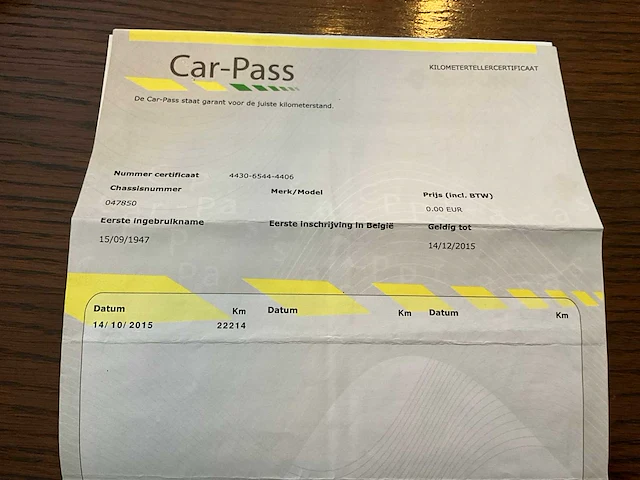 Car-Pass
KILOMETERTELLERCERTIFICAAT
De Car-Pass staat garant voor de juiste kilometerstand.
Nummer certificaat 4430-6544-4406
Chassisnummer Merk/Model Prijs (incl. BTW)
047850 0.00 EUR
Eerste ingebruikname Eerste inschrijving in België Geldig tot
15/09/1947 14/12/2015
Datum Km Datum Km Datum Km
14/10/2015 22214